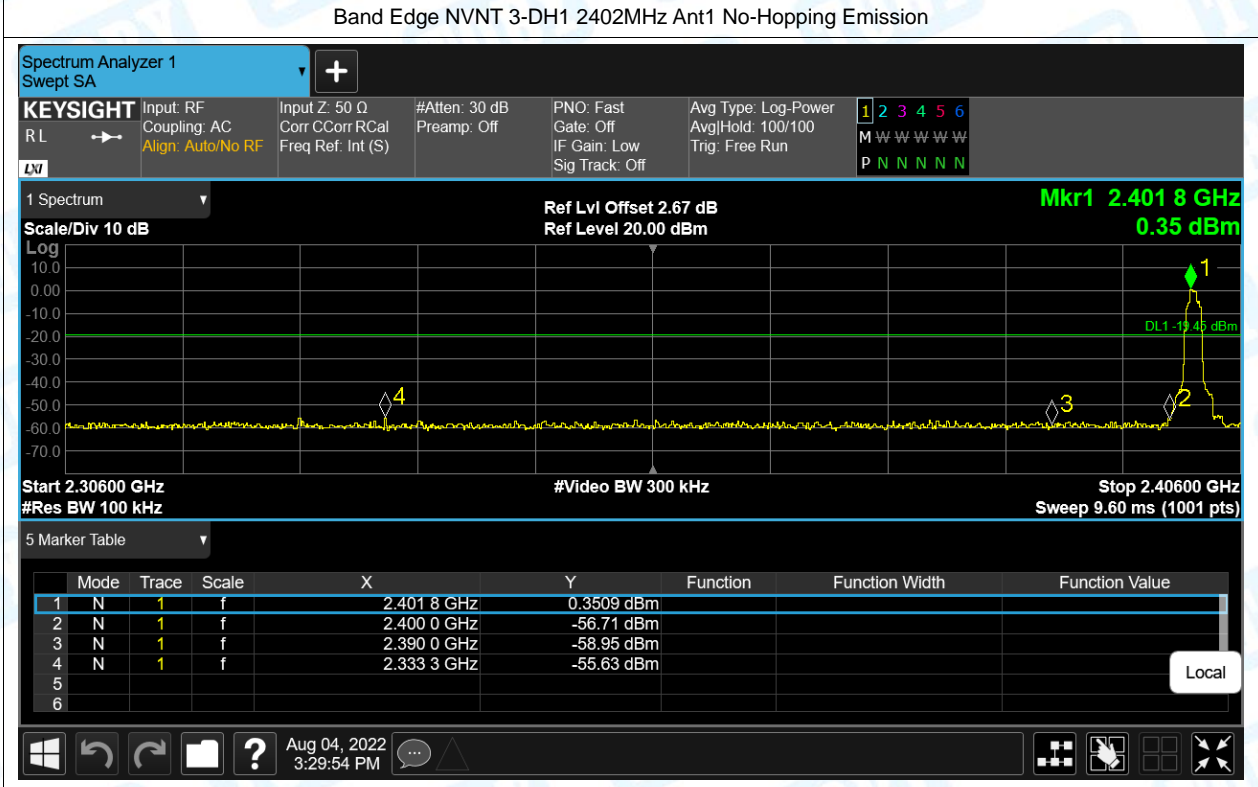 Band Edge NVNT 3-DH1 2402MHz Ant1 No-Hopping Emission
Spectrum Analyzer 1
Swept SA
+
KEYSIGHT
R L
LXI
Input: RF
Coupling: AC
Align: Auto/No RF
Input Z: 50 Ω
Corr CCorr RCal
Freq Ref: Int (S)
#Atten: 30 dB
Preamp: Off
PNO: Fast
Gate: Off
IF Gain: Low
Sig Track: Off
Avg Type: Log-Power
Avg|Hold: 100/100
Trig: Free Run
1 2 3 4 5 6
M W W W W W
P N N N N N
1 Spectrum
Scale/Div 10 dB
Ref Lvl Offset 2.67 dB
Ref Level 20.00 dBm
Mkr1 2.401 8 GHz
0.35 dBm
Log
10.0
0.00
-10.0
-20.0
-30.0
-40.0
-50.0
-60.0
-70.0
1
DL1 -19.45 dBm
4
3
2
Start 2.30600 GHz
#Video BW 300 kHz
Stop 2.40600 GHz
#Res BW 100 kHz
Sweep 9.60 ms (1001 pts)
5 Marker Table
Mode Trace Scale X Y Function Function Width Function Value
1 N 1 f 2.401 8 GHz 0.3509 dBm
2 N 1 f 2.400 0 GHz -56.71 dBm
3 N 1 f 2.390 0 GHz -58.95 dBm
4 N 1 f 2.333 3 GHz -55.63 dBm
5
6
Local
?
Aug 04, 2022
3:29:54 PM